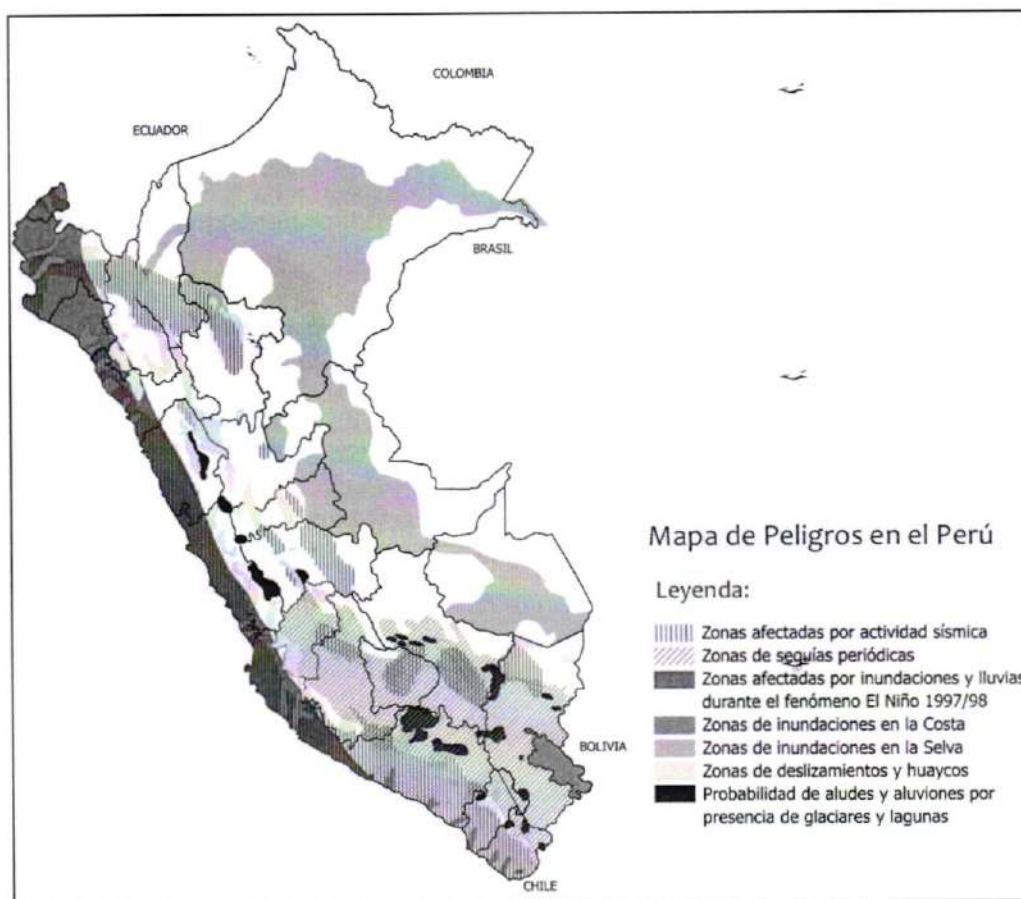 COLOMBIA
ECUADOR
BRASIL
Mapa de Peligros en el Perú
Leyenda:
Zonas afectadas por actividad sísmica
Zonas de sequías periódicas
Zonas afectadas por inundaciones y lluvias
durante el fenómeno El Niño 1997/98
Zonas de inundaciones en la Costa
BOLIVIA
Zonas de inundaciones en la Selva
Zonas de deslizamientos y huaycos
Probabilidad de aludes y aluviones por
presencia de glaciares y lagunas
CHILE